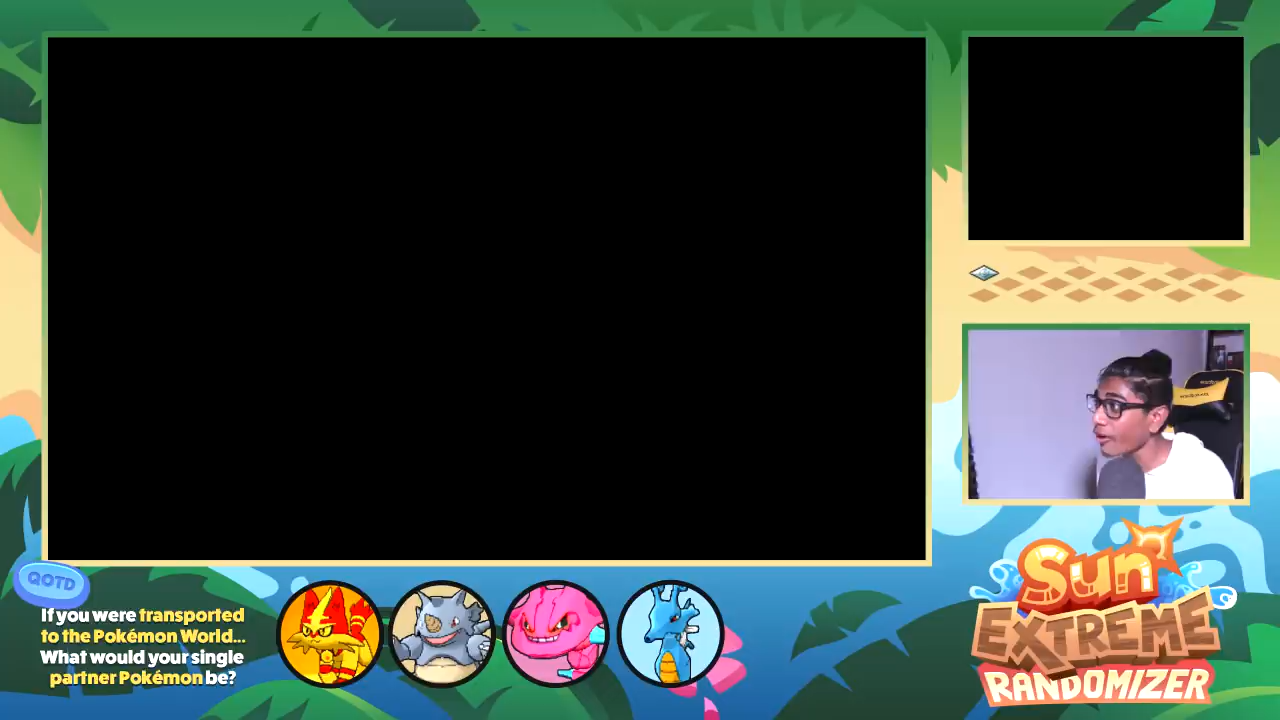 QOTD
If you were transported
to the Pokémon World...
What would your single
partner Pokémon be?
Sun
EXTREME
RANDOMIZER